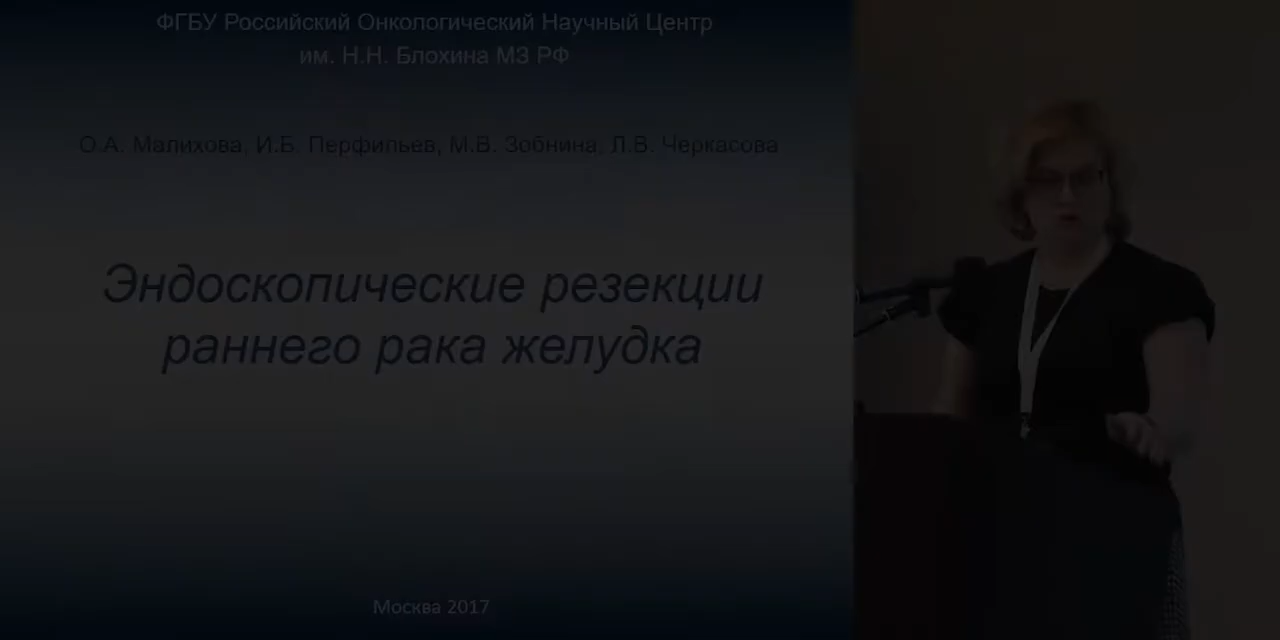 ФГБУ Российский Онкологический Научный Центр
им. Н.Н. Блохина МЗ РФ
О.А. Малихова, И.Б. Перфильев, М.В. Зобнина, Л.В. Черкасова
Эндоскопические резекции
раннего рака желудка
Москва 2017